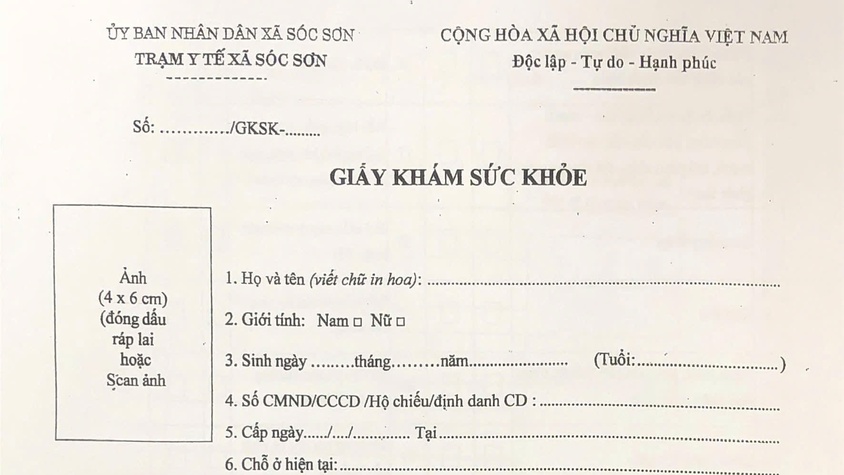 ỦY BAN NHÂN DÂN XÃ SÓC SƠN
TRẠM Y TẾ XÃ SÓC SƠN
CỘNG HÒA XÃ HỘI CHỦ NGHĨA VIỆT NAM
Độc lập - Tự do - Hạnh phúc
Số: ............./GKSK-.........
GIẤY KHÁM SỨC KHỎE
Ảnh
(4 x 6 cm)
(đóng dấu
ráp lai
hoặc
Scan ảnh
1. Họ và tên (viết chữ in hoa): ........................................
2. Giới tính: Nam □ Nữ □
3. Sinh ngày .........tháng.........năm.................... (Tuổi:............................)
4. Số CMND/CCCD /Hộ chiếu/định danh CD : ........................................
5. Cấp ngày...../..../............ Tại........................................
6. Chỗ ở hiện tại:........................................